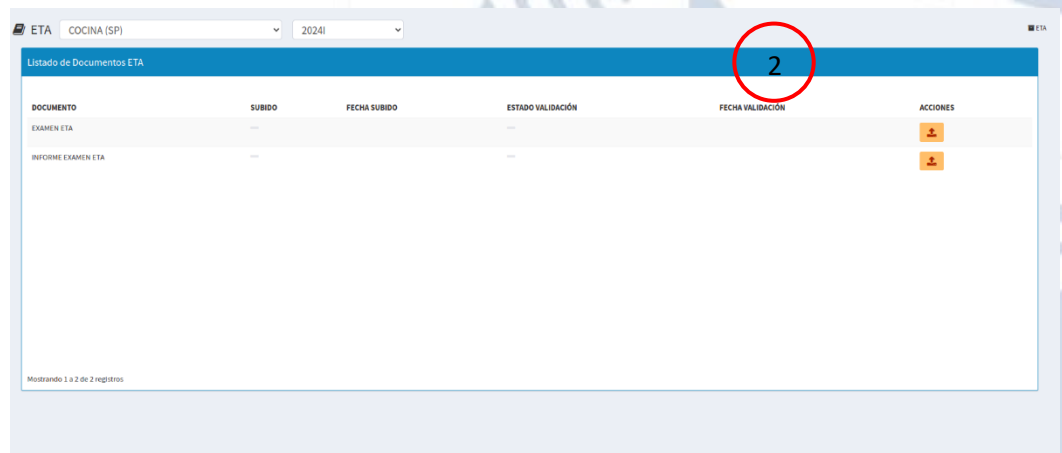 ETA COCINA (SP) 2024I ETA
Listado de Documentos ETA
2
DOCUMENTO SUBIDO FECHA SUBIDO ESTADO VALIDACIÓN FECHA VALIDACIÓN ACCIONES
EXAMEN ETA
INFORME EXAMEN ETA
Mostrando 1 a 2 de 2 registros